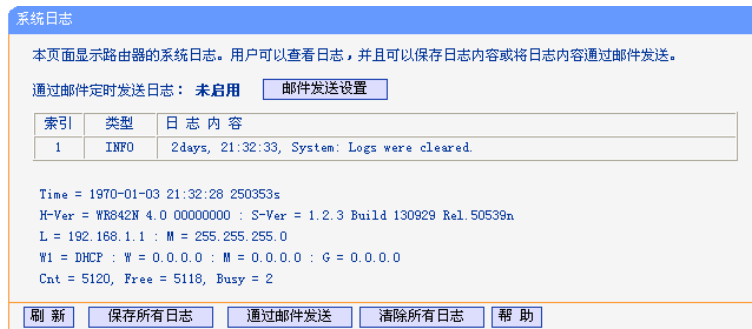 系统日志
本页面显示路由器的系统日志。用户可以查看日志，并且可以保存日志内容或将日志内容通过邮件发送。
通过邮件定时发送日志： 未启用 邮件发送设置
索引 类型 日 志 内 容
1 INFO 2days, 21:32:33, System: Logs were cleared.
Time = 1970-01-03 21:32:28 250353s
H-Ver = WR842N 4.0 00000000 : S-Ver = 1.2.3 Build 130929 Rel.50539n
L = 192.168.1.1 : M = 255.255.255.0
W1 = DHCP : W = 0.0.0.0 : M = 0.0.0.0 : G = 0.0.0.0
Cnt = 5120, Free = 5118, Busy = 2
刷 新 保存所有日志 通过邮件发送 清除所有日志 帮 助